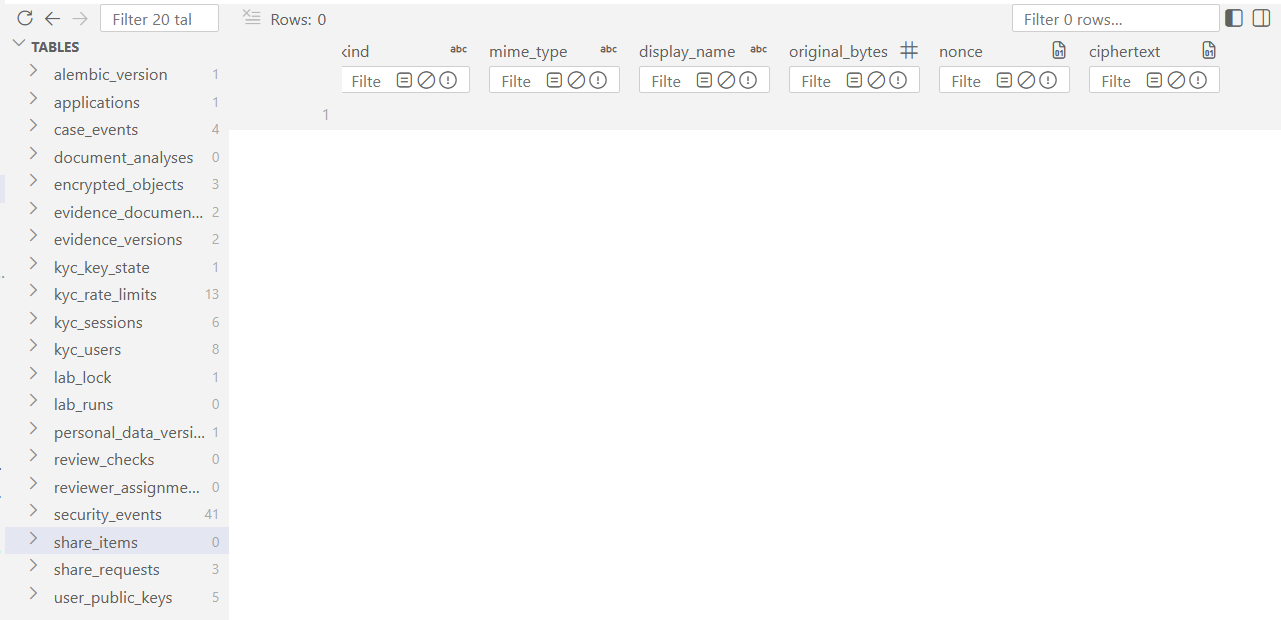 Filter 20 tal
Rows: 0
Filter 0 rows...
TABLES
kind abc mime_type abc display_name abc original_bytes nonce ciphertext
Filte Filte Filte Filte Filte Filte
1
alembic_version 1
applications 1
case_events 4
document_analyses 0
encrypted_objects 3
evidence_documen... 2
evidence_versions 2
kyc_key_state 1
kyc_rate_limits 13
kyc_sessions 6
kyc_users 8
lab_lock 1
lab_runs 0
personal_data_versi... 1
review_checks 0
reviewer_assignme... 0
security_events 41
share_items 0
share_requests 3
user_public_keys 5